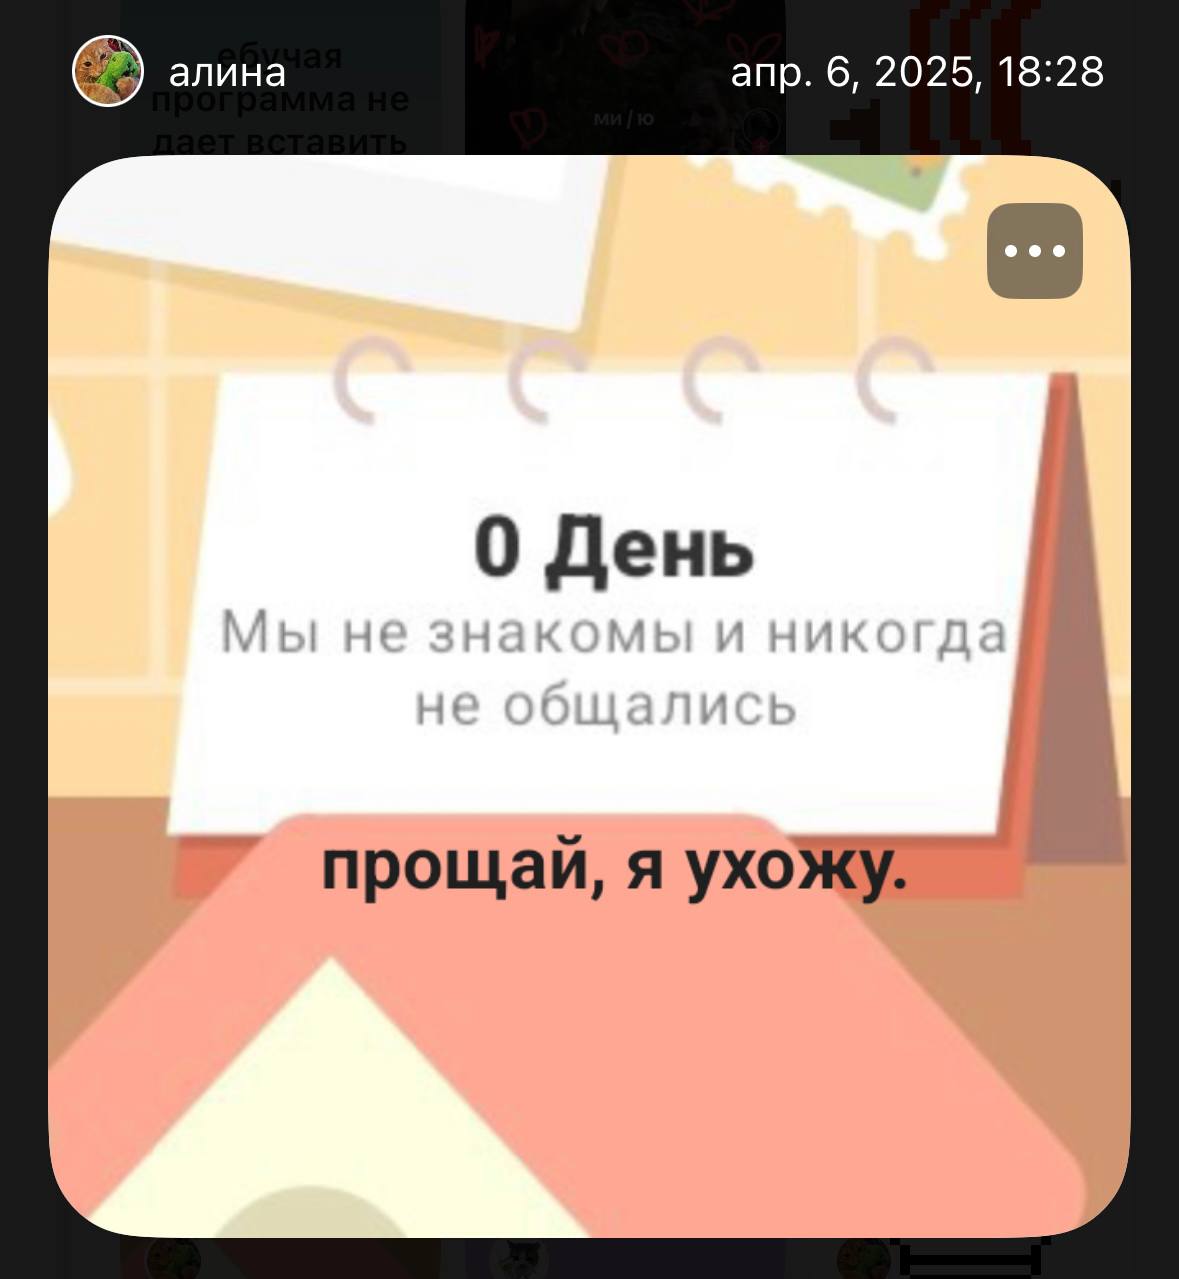 ебучая
алина
апр. 6, 2025, 18:28
программа не
ми/ю
дает вставить
0 День
Мы не знакомы и никогда
не общались
прощай, я ухожу.